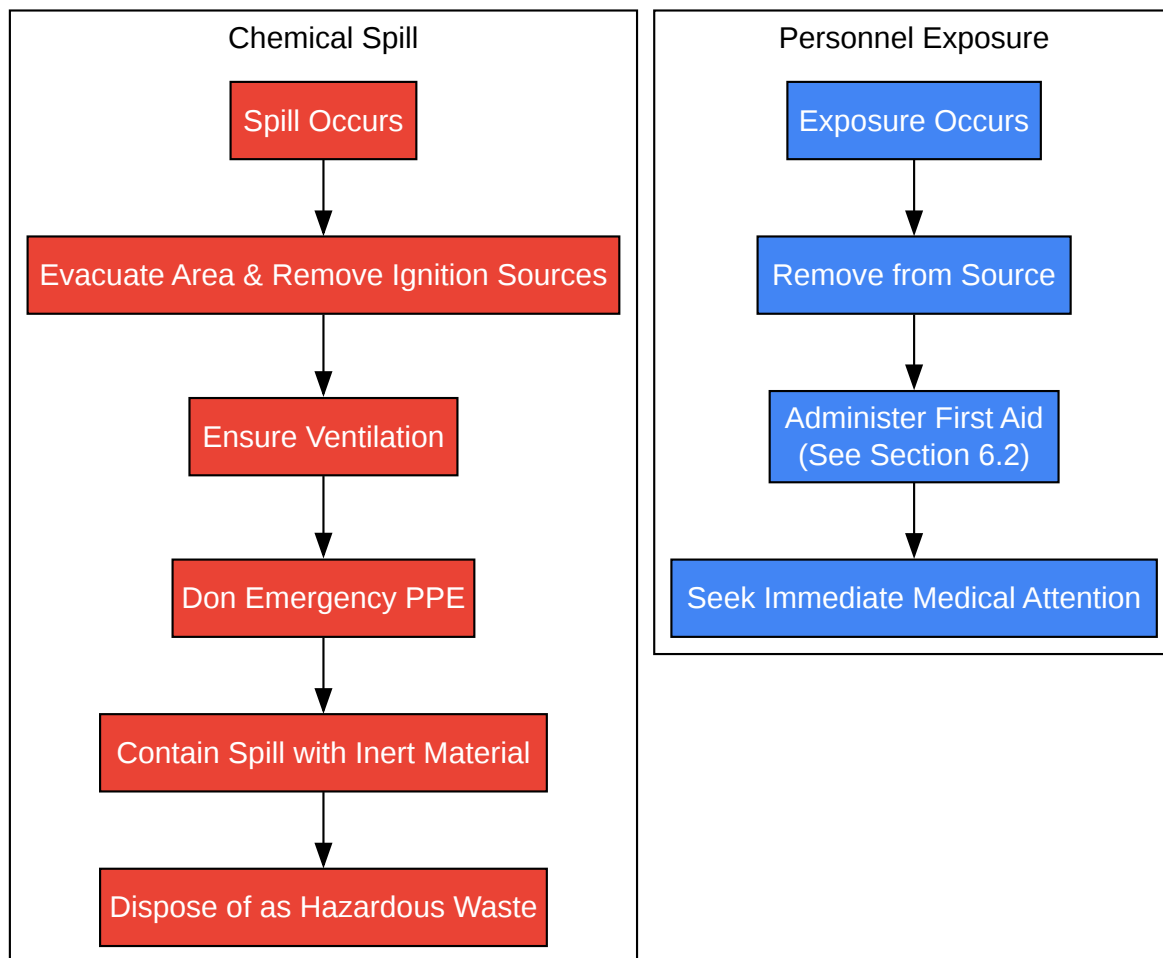 Chemical Spill
Spill Occurs
Evacuate Area & Remove Ignition Sources
Ensure Ventilation
Don Emergency PPE
Contain Spill with Inert Material
Dispose of as Hazardous Waste
Personnel Exposure
Exposure Occurs
Remove from Source
Administer First Aid
(See Section 6.2)
Seek Immediate Medical Attention